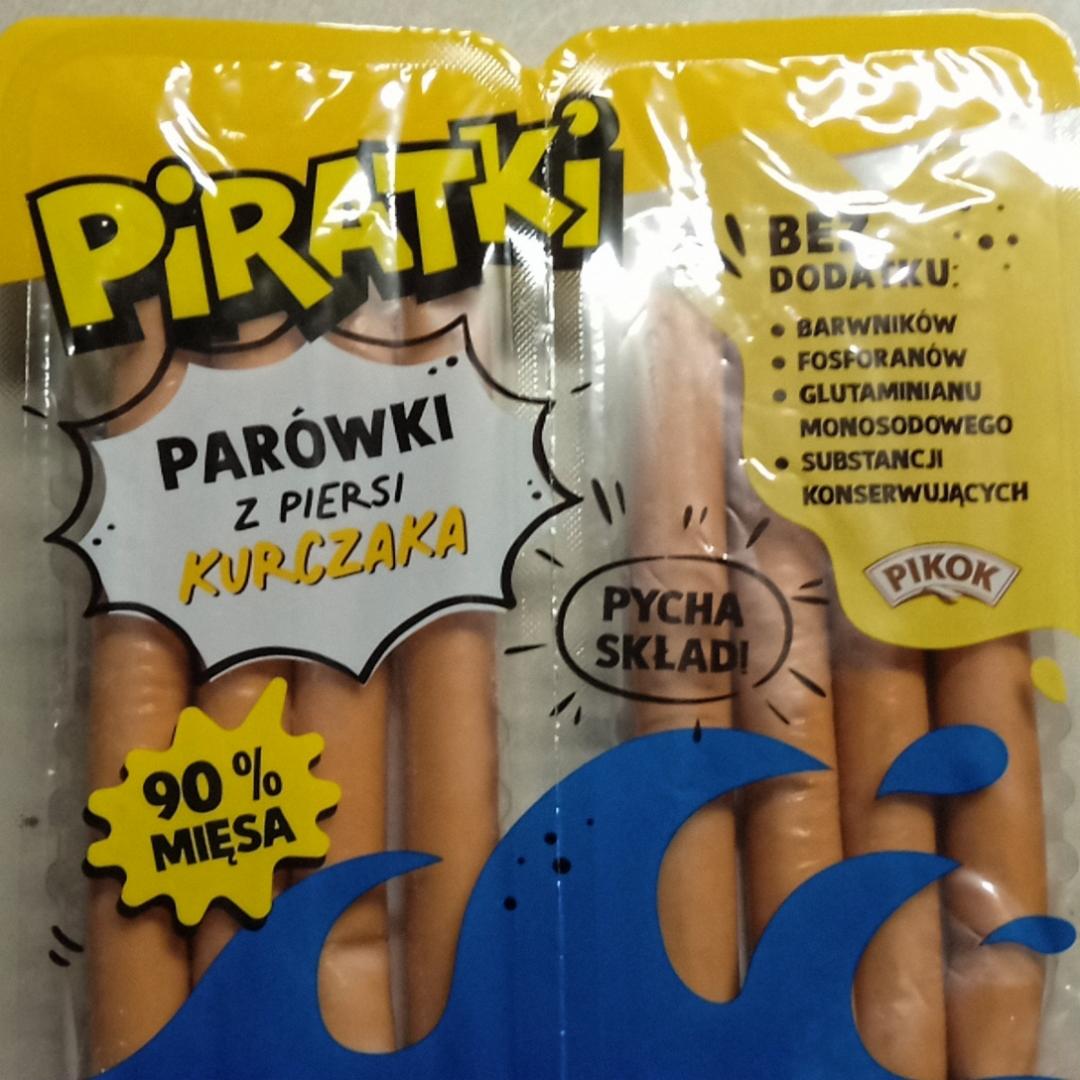 PiRATKi
PARÓWKI
Z PIERSI
KURCZAKA
90 %
MIĘSA
BEZ
DODATKU:
• BARWNIKÓW
• FOSFORANÓW
• GLUTAMINIANU
MONOSODOWEGO
• SUBSTANCJI
KONSERWUJĄCYCH
PIKOK
PYCHA
SKŁAD!